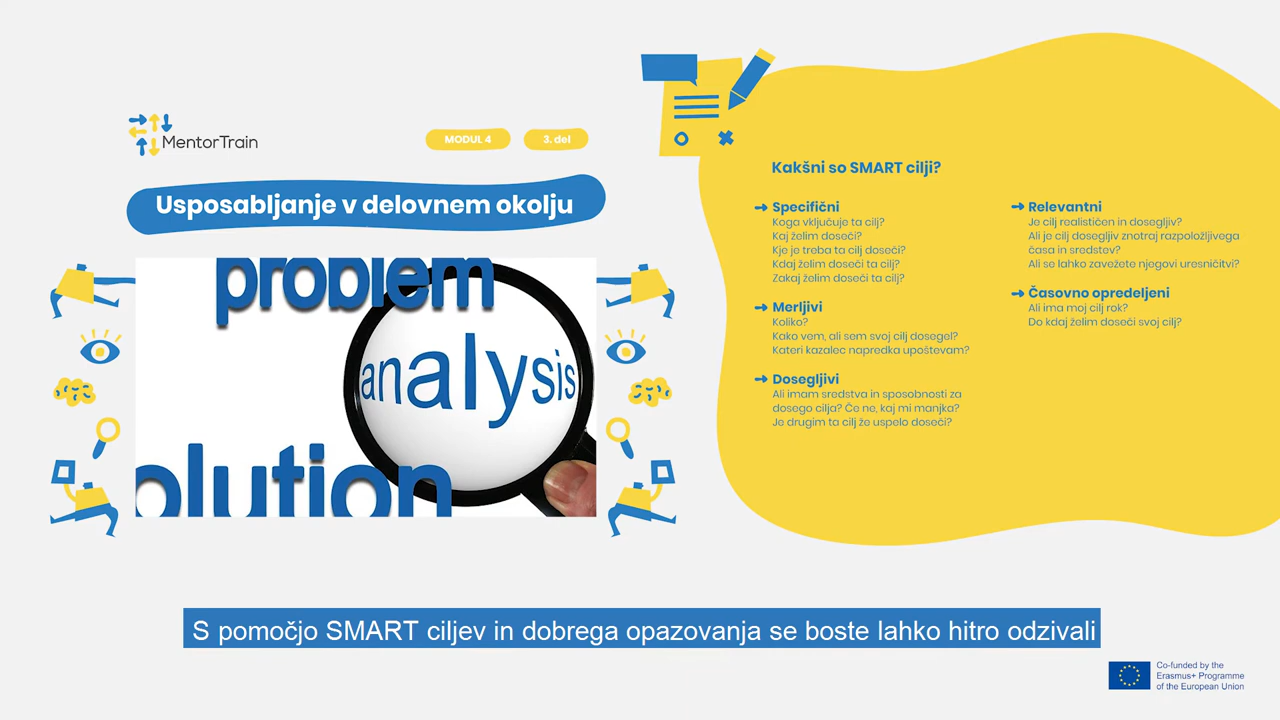 MentorTrain
MODUL 4
3. del
Usposabljanje v delovnem okolju
problem
analysis
olution
Kakšni so SMART cilji?
Specifični
Koga vključuje ta cilj?
Kaj želim doseči?
Kje je treba ta cilj doseči?
Kdaj želim doseči ta cilj?
Zakaj želim doseči ta cilj?
Merljivi
Koliko?
Kako vem, ali sem svoj cilj dosegel?
Kateri kazalec napredka upoštevam?
Dosegljivi
Ali imam sredstva in sposobnosti za
dosego cilja? Če ne, kaj mi manjka?
Je drugim ta cilj že uspelo doseči?
Relevantni
Je cilj realističen in dosegljiv?
Ali je cilj dosegljiv znotraj razpoložljivega
časa in sredstev?
Ali se lahko zavežete njegovi uresničitvi?
Časovno opredeljeni
Ali ima moj cilj rok?
Do kdaj želim doseči svoj cilj?
S pomočjo SMART ciljev in dobrega opazovanja se boste lahko hitro odzivali
Co-funded by the
Erasmus+ Programme
of the European Union